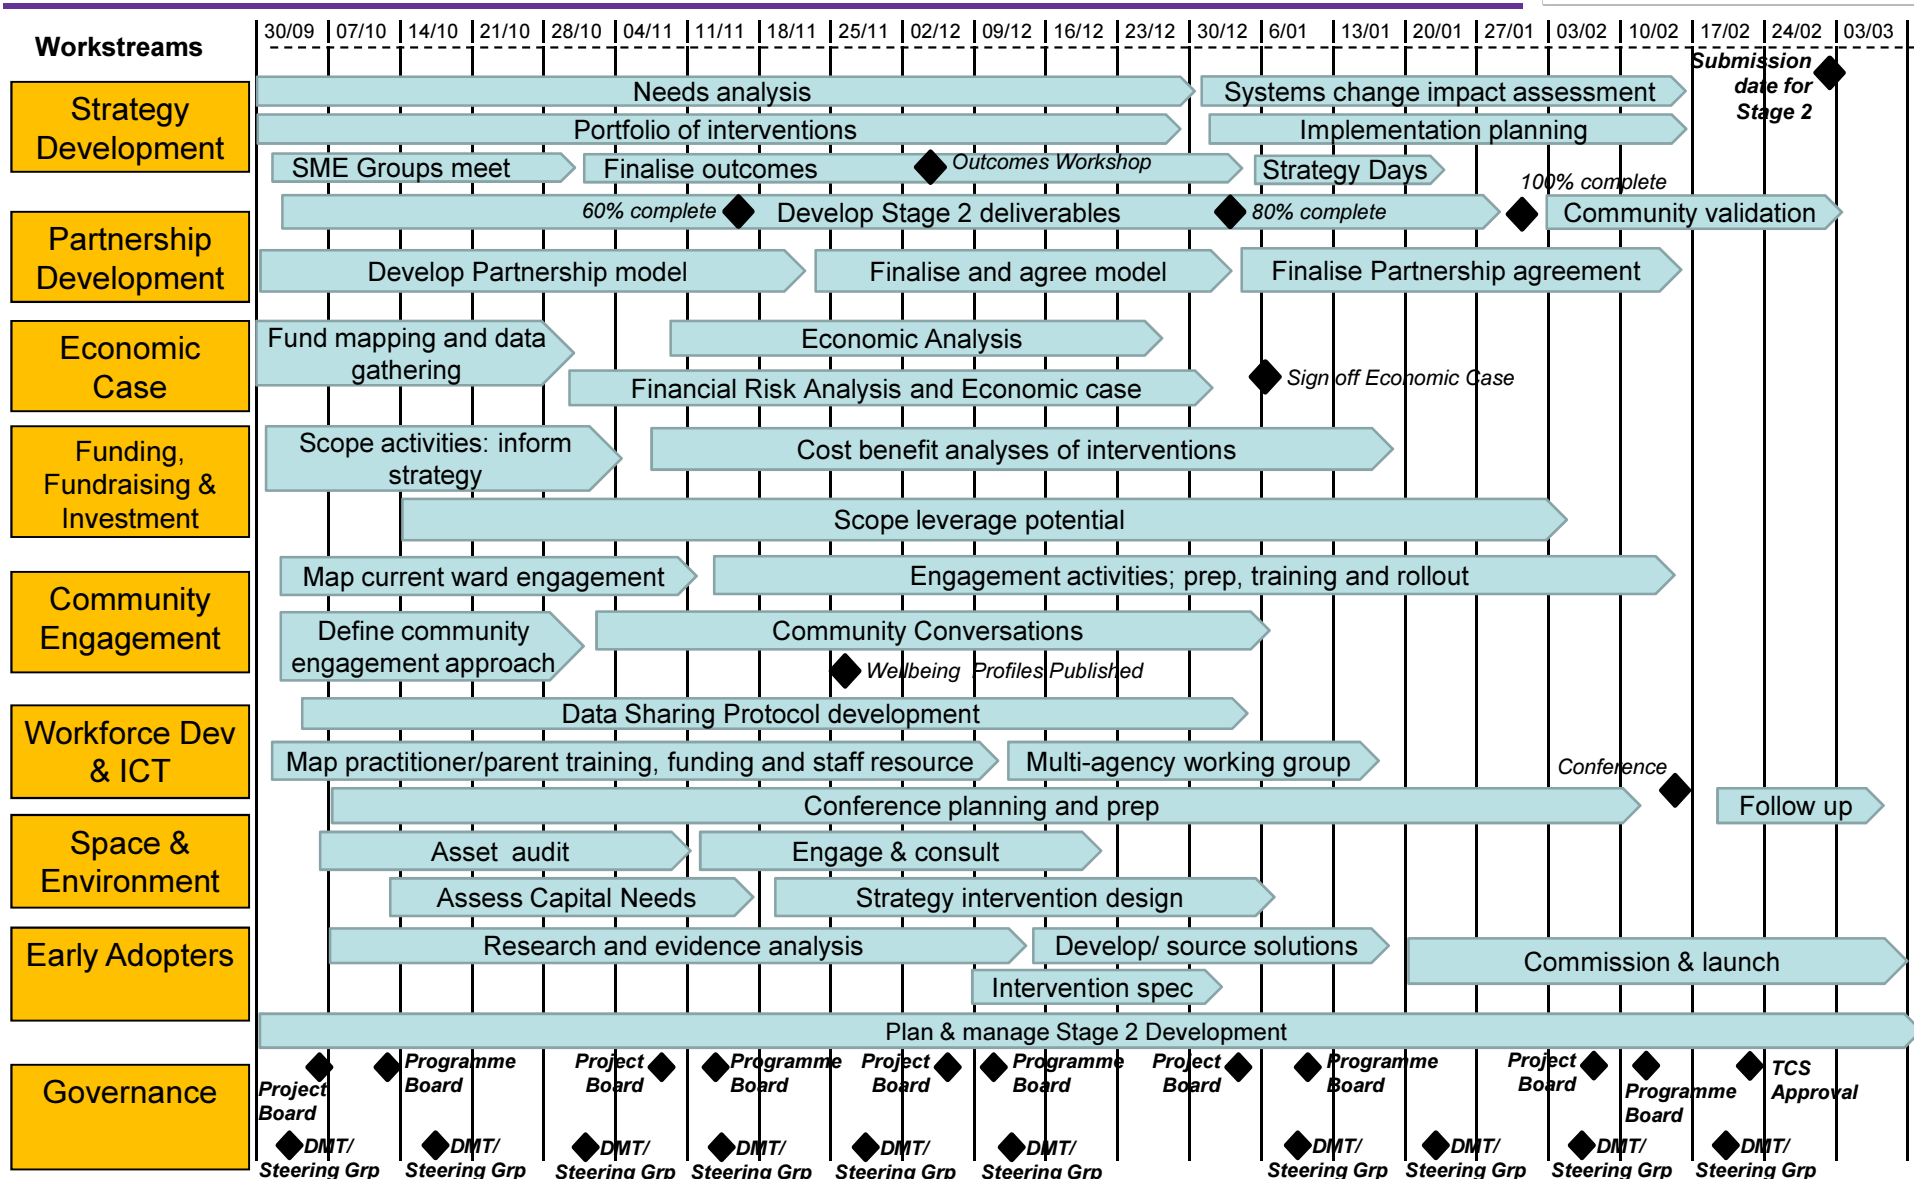 Workstreams
30/09 07/10 14/10 21/10 28/10 04/11 11/11 18/11 25/11 02/12 09/12 16/12 23/12 30/12 6/01 13/01 20/01 27/01 03/02 10/02 17/02 24/02 03/03
Submission
date for
Stage 2
Strategy
Development
Needs analysis
Systems change impact assessment
Portfolio of interventions
Implementation planning
SME Groups meet
Finalise outcomes
Outcomes Workshop
Strategy Days
100% complete
60% complete
Develop Stage 2 deliverables
80% complete
Community validation
Partnership
Development
Develop Partnership model
Finalise and agree model
Finalise Partnership agreement
Economic
Case
Fund mapping and data
gathering
Economic Analysis
Financial Risk Analysis and Economic case
Sign off Economic Case
Funding,
Fundraising &
Investment
Scope activities: inform
strategy
Cost benefit analyses of interventions
Scope leverage potential
Community
Engagement
Map current ward engagement
Engagement activities; prep, training and rollout
Define community
engagement approach
Community Conversations
Wellbeing Profiles Published
Workforce Dev
& ICT
Data Sharing Protocol development
Map practitioner/parent training, funding and staff resource
Multi-agency working group
Conference
Conference planning and prep
Follow up
Space &
Environment
Asset audit
Engage & consult
Assess Capital Needs
Strategy intervention design
Early Adopters
Research and evidence analysis
Develop/ source solutions
Commission & launch
Intervention spec
Plan & manage Stage 2 Development
Governance
Project
Board
Programme
Board
Project
Board
Programme
Board
Project
Board
Programme
Board
Project
Board
Programme
Board
Project
Board
Programme
Board
TCS
Approval
DMT/
Steering Grp
DMT/
Steering Grp
DMT/
Steering Grp
DMT/
Steering Grp
DMT/
Steering Grp
DMT/
Steering Grp
DMT/
Steering Grp
DMT/
Steering Grp
DMT/
Steering Grp
DMT/
Steering Grp